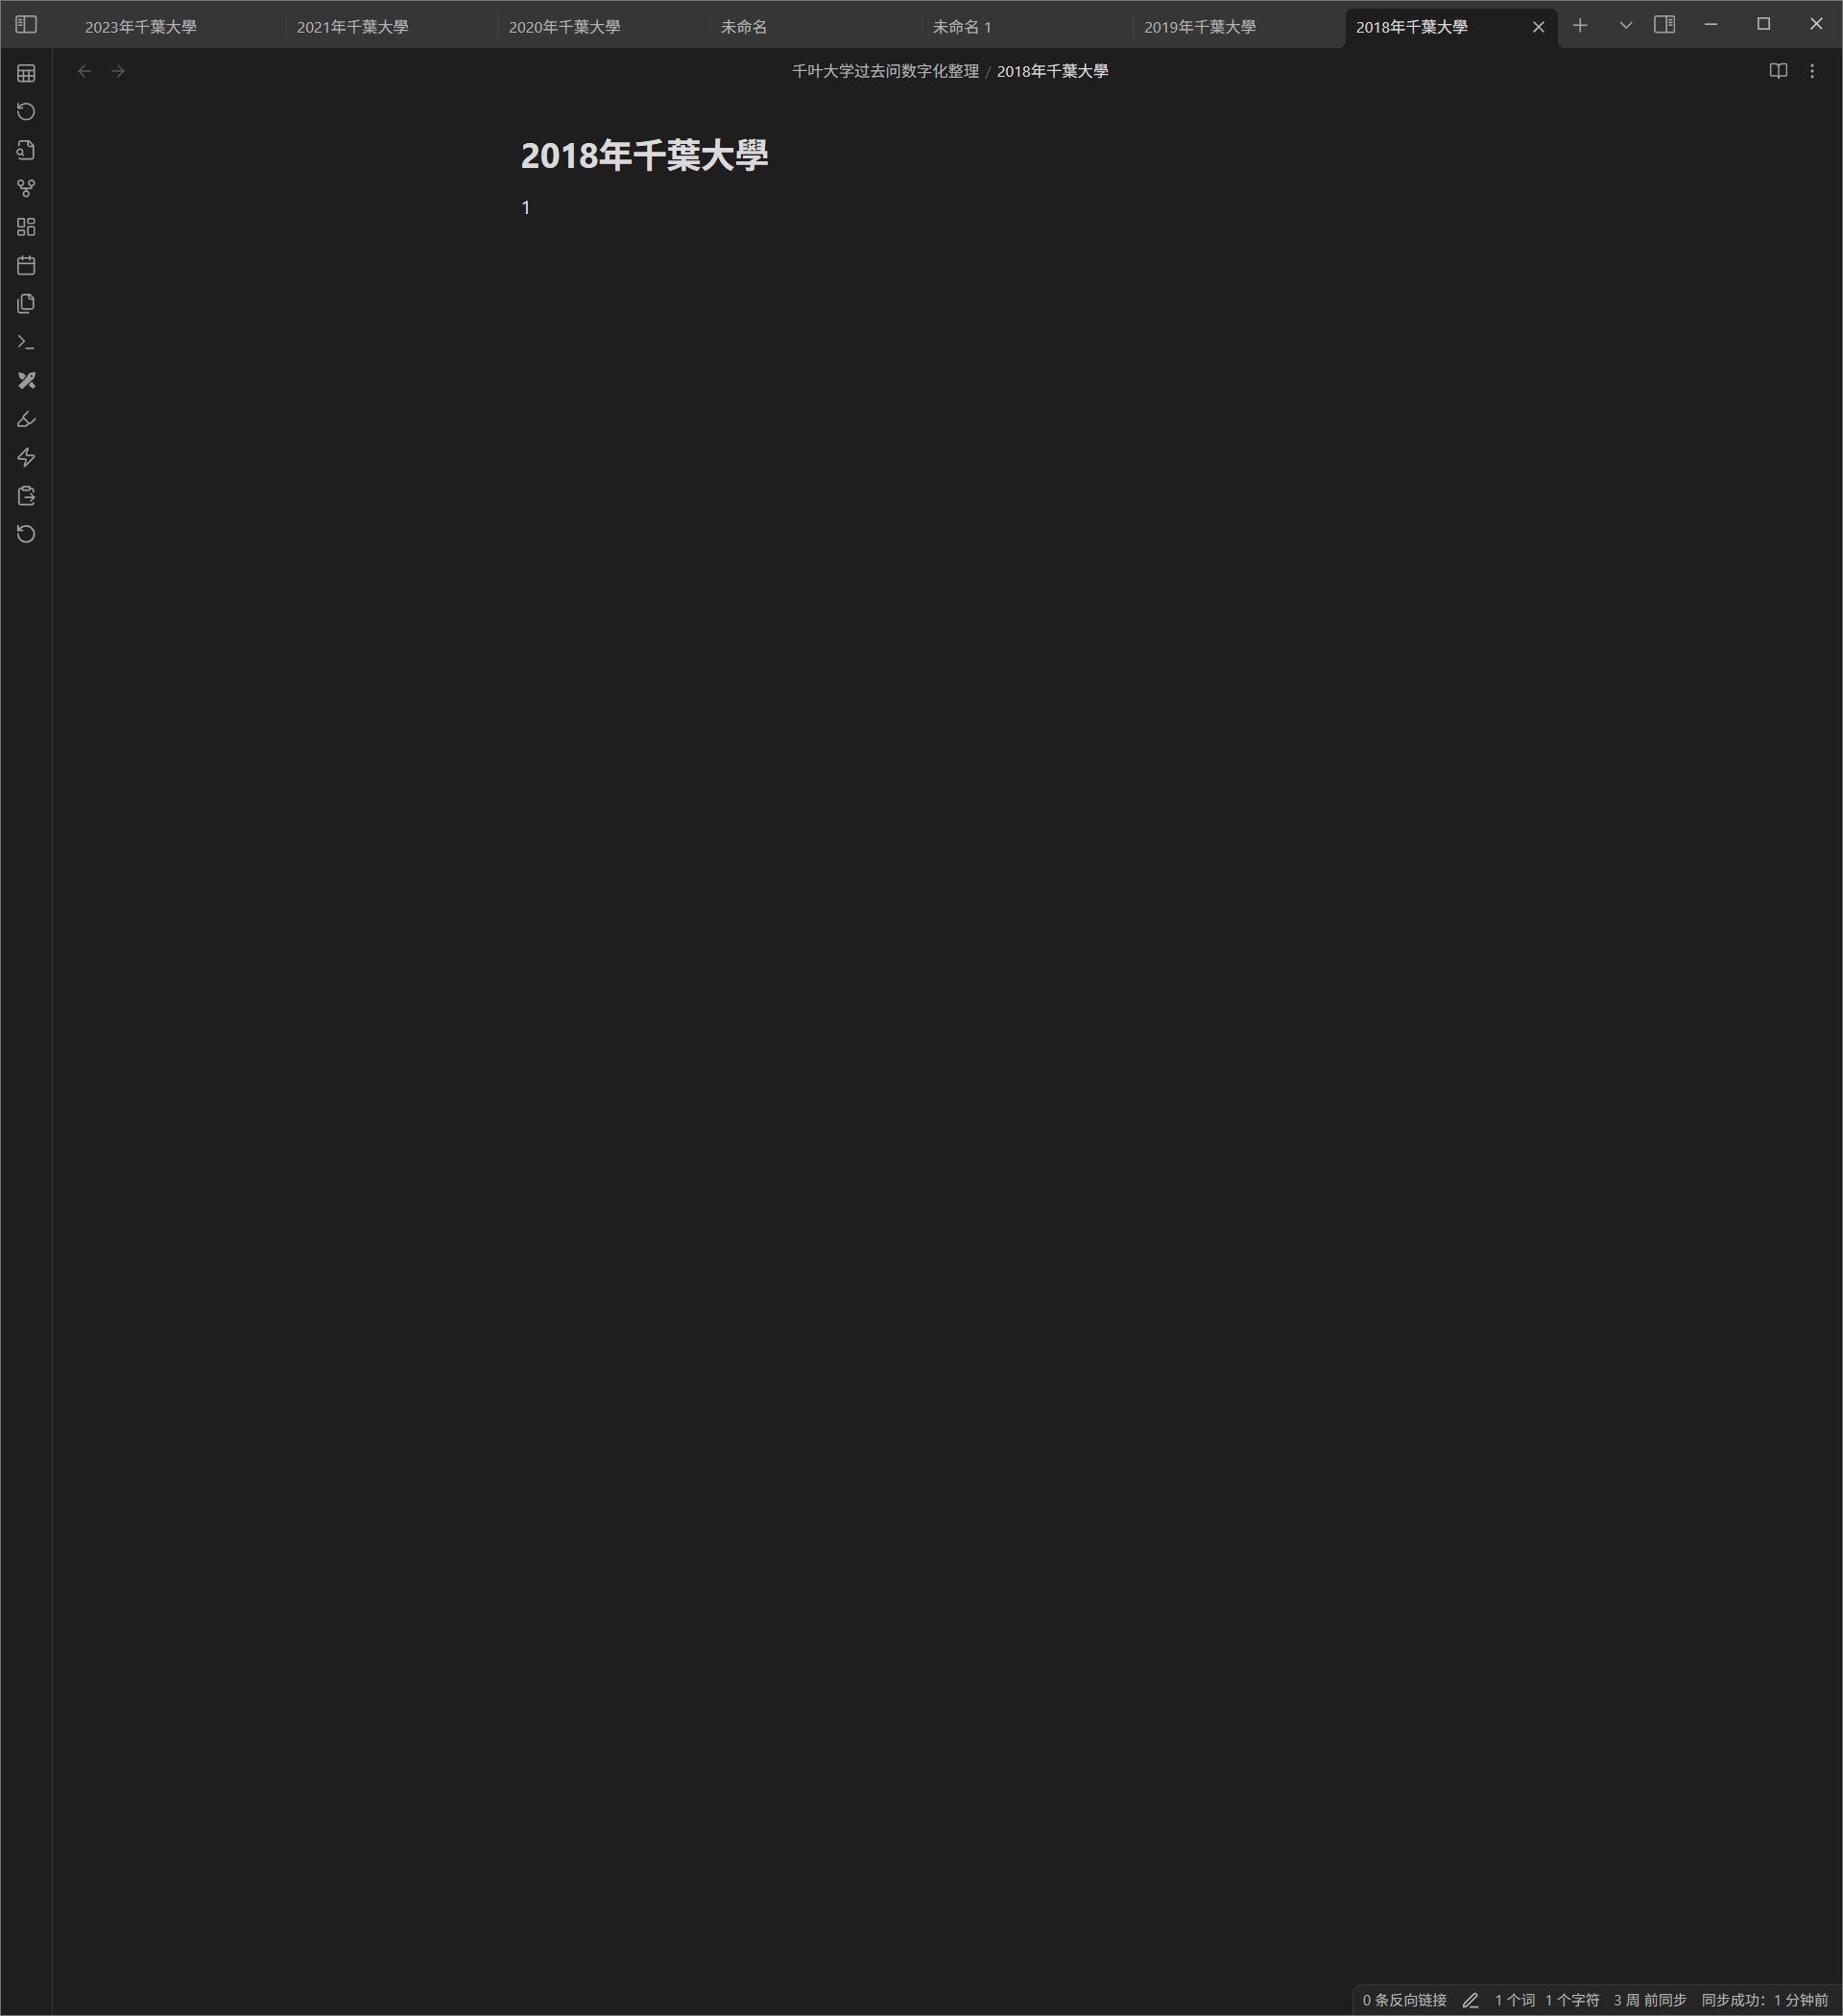 2023年千葉大學
2021年千葉大學
2020年千葉大學
未命名
未命名 1
2019年千葉大學
2018年千葉大學
千叶大学过去问数字化整理 / 2018年千葉大學
2018年千葉大學
1
0 条反向链接 1 个词 1 个字符 3 周 前同步 同步成功：1 分钟前